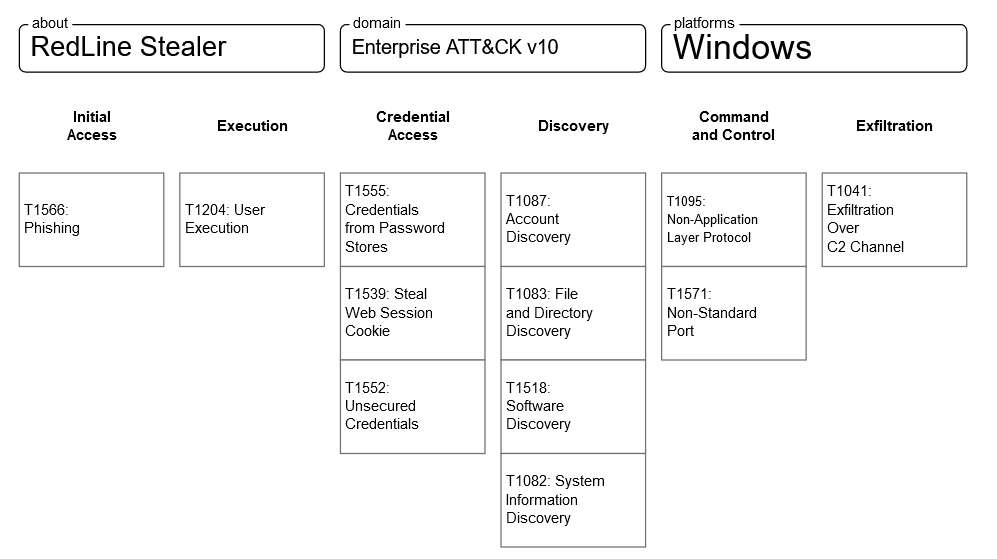 about
RedLine Stealer
domain
Enterprise ATT&CK v10
platforms
Windows
Initial
Access
Execution
Credential
Access
Discovery
Command
and Control
Exfiltration
T1566:
Phishing
T1204: User
Execution
T1555:
Credentials
from Password
Stores
T1539: Steal
Web Session
Cookie
T1552:
Unsecured
Credentials
T1087:
Account
Discovery
T1083: File
and Directory
Discovery
T1518:
Software
Discovery
T1082: System
Information
Discovery
T1095:
Non-Application
Layer Protocol
T1571:
Non-Standard
Port
T1041:
Exfiltration
Over
C2 Channel